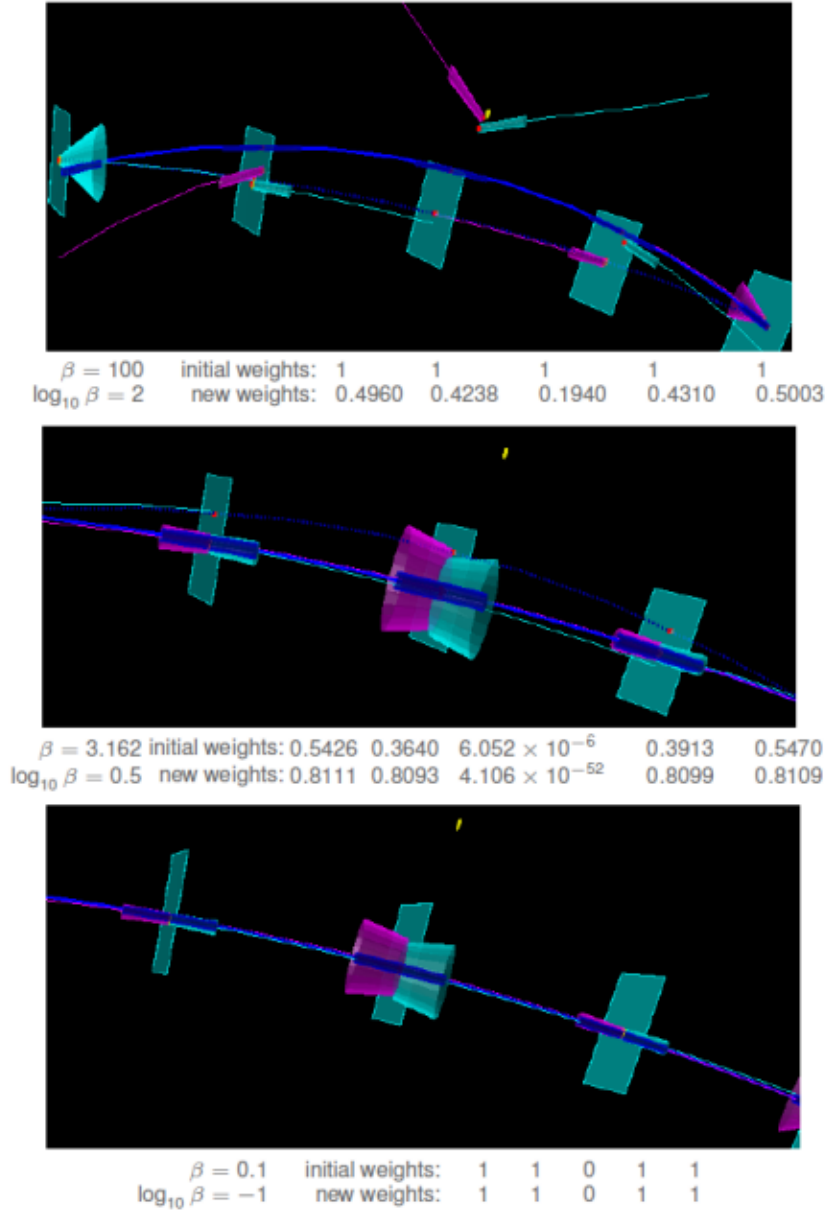 β = 100 initial weights: 1 1 1 1 1
log₁₀ β = 2 new weights: 0.4960 0.4238 0.1940 0.4310 0.5003
β = 3.162 initial weights: 0.5426 0.3640 6.052 × 10⁻⁶ 0.3913 0.5470
log₁₀ β = 0.5 new weights: 0.8111 0.8093 4.106 × 10⁻⁵² 0.8099 0.8109
β = 0.1 initial weights: 1 1 0 1 1
log₁₀ β = −1 new weights: 1 1 0 1 1